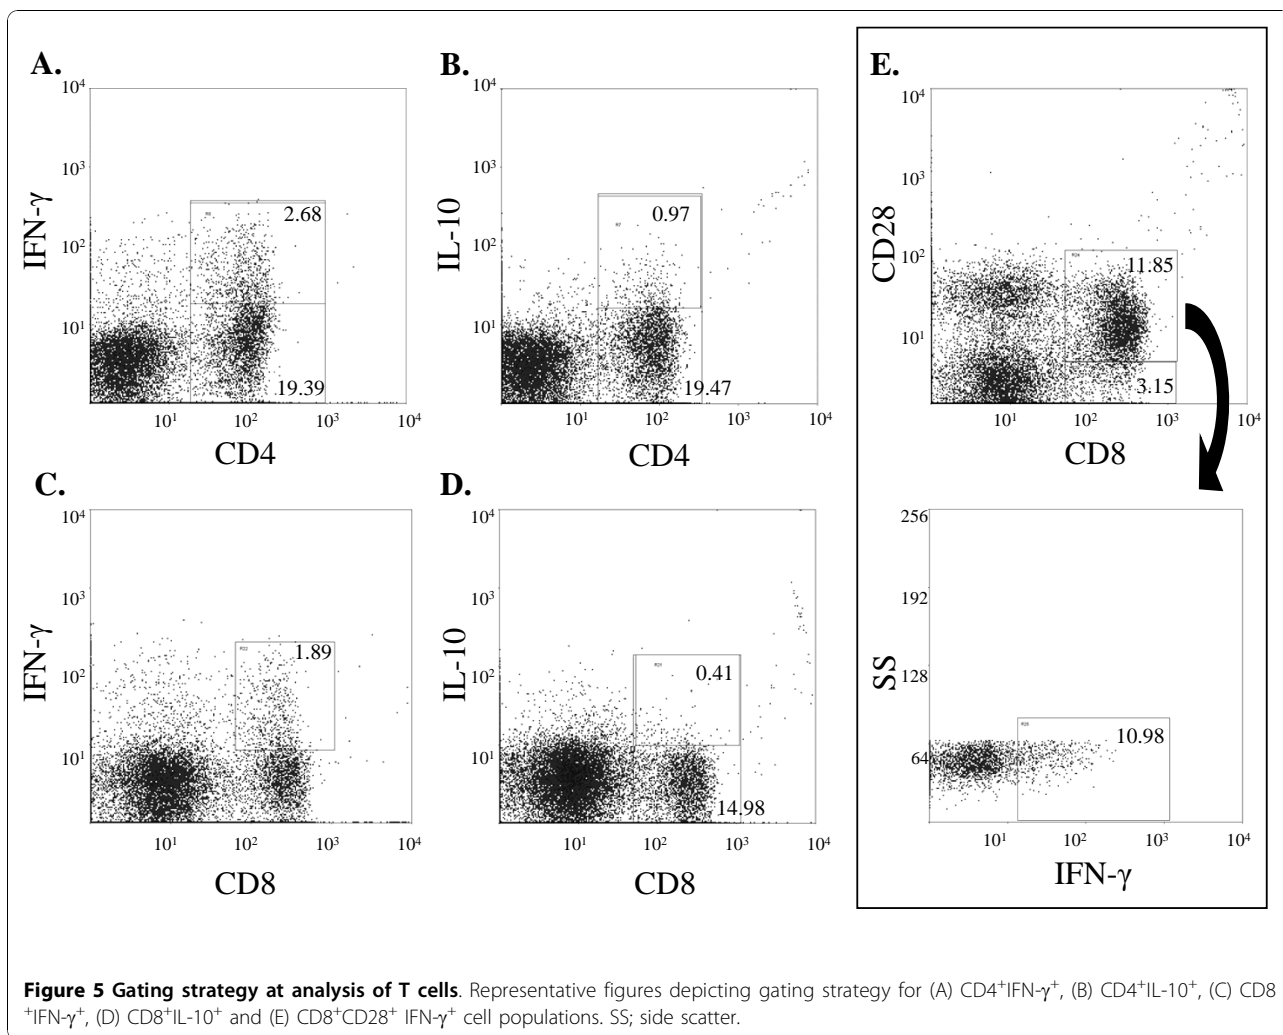 A.
10⁴
10³
10²
10¹
IFN-γ
R9
2.68
19.39
10¹ 10² 10³ 10⁴
CD4
B.
10⁴
10³
10²
10¹
IL-10
R7
0.97
19.47
10¹ 10² 10³ 10⁴
CD4
E.
10⁴
10³
10²
10¹
CD28
R24
11.85
3.15
10¹ 10² 10³ 10⁴
CD8
C.
10⁴
10³
10²
10¹
IFN-γ
R22
1.89
10¹ 10² 10³ 10⁴
CD8
D.
10⁴
10³
10²
10¹
IL-10
R21
0.41
14.98
10¹ 10² 10³ 10⁴
CD8
256
192
128
64
SS
10.98
10¹ 10² 10³ 10⁴
IFN-γ
Figure 5 Gating strategy at analysis of T cells. Representative figures depicting gating strategy for (A) CD4⁺IFN-γ⁺, (B) CD4⁺IL-10⁺, (C) CD8
⁺IFN-γ⁺, (D) CD8⁺IL-10⁺ and (E) CD8⁺CD28⁺ IFN-γ⁺ cell populations. SS; side scatter.